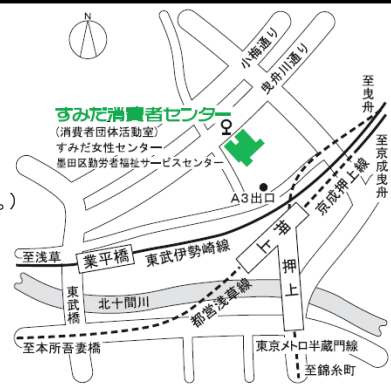 N
小梅通り
曳舟川通り
すみだ消費者センター
(消費者団体活動室)
すみだ女性センター
墨田区勤労者福祉サービスセンター
至曳舟
至京成曳舟
京成押上線
。)
A3出口
押上
至浅草
業平橋
東武伊勢崎線
押上
東武橋
北十間川
都営浅草線
至本所吾妻橋
東京メトロ半蔵門線
至錦糸町